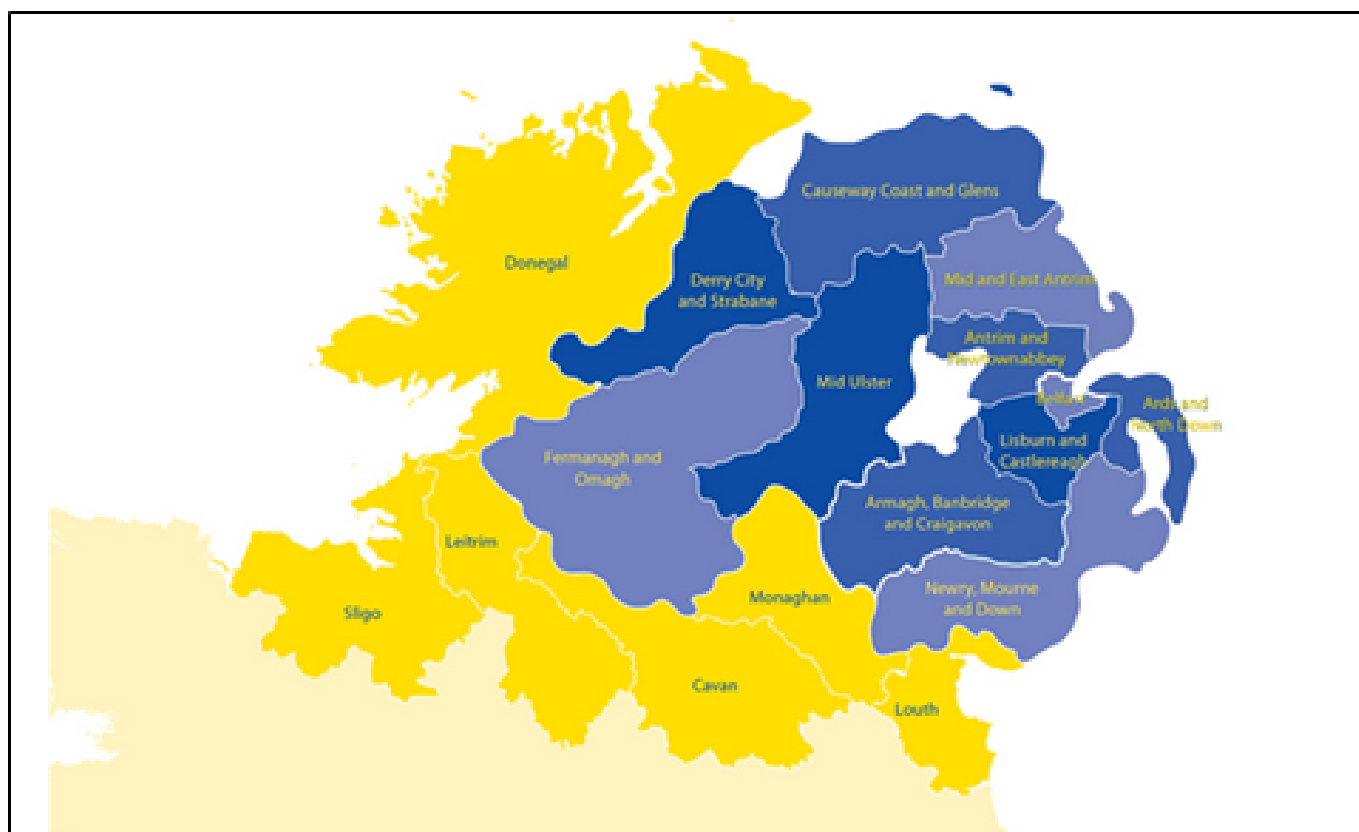 Causeway Coast and Glens
Donegal
Derry City
and Strabane
Mid and East Antrim
Antrim and
Newtownabbey
Mid Ulster
Belfast
Ards and
North Down
Lisburn and
Castlereagh
Fermanagh and
Omagh
Armagh, Banbridge
and Craigavon
Leitrim
Monaghan
Newry, Mourne
and Down
Sligo
Cavan
Louth